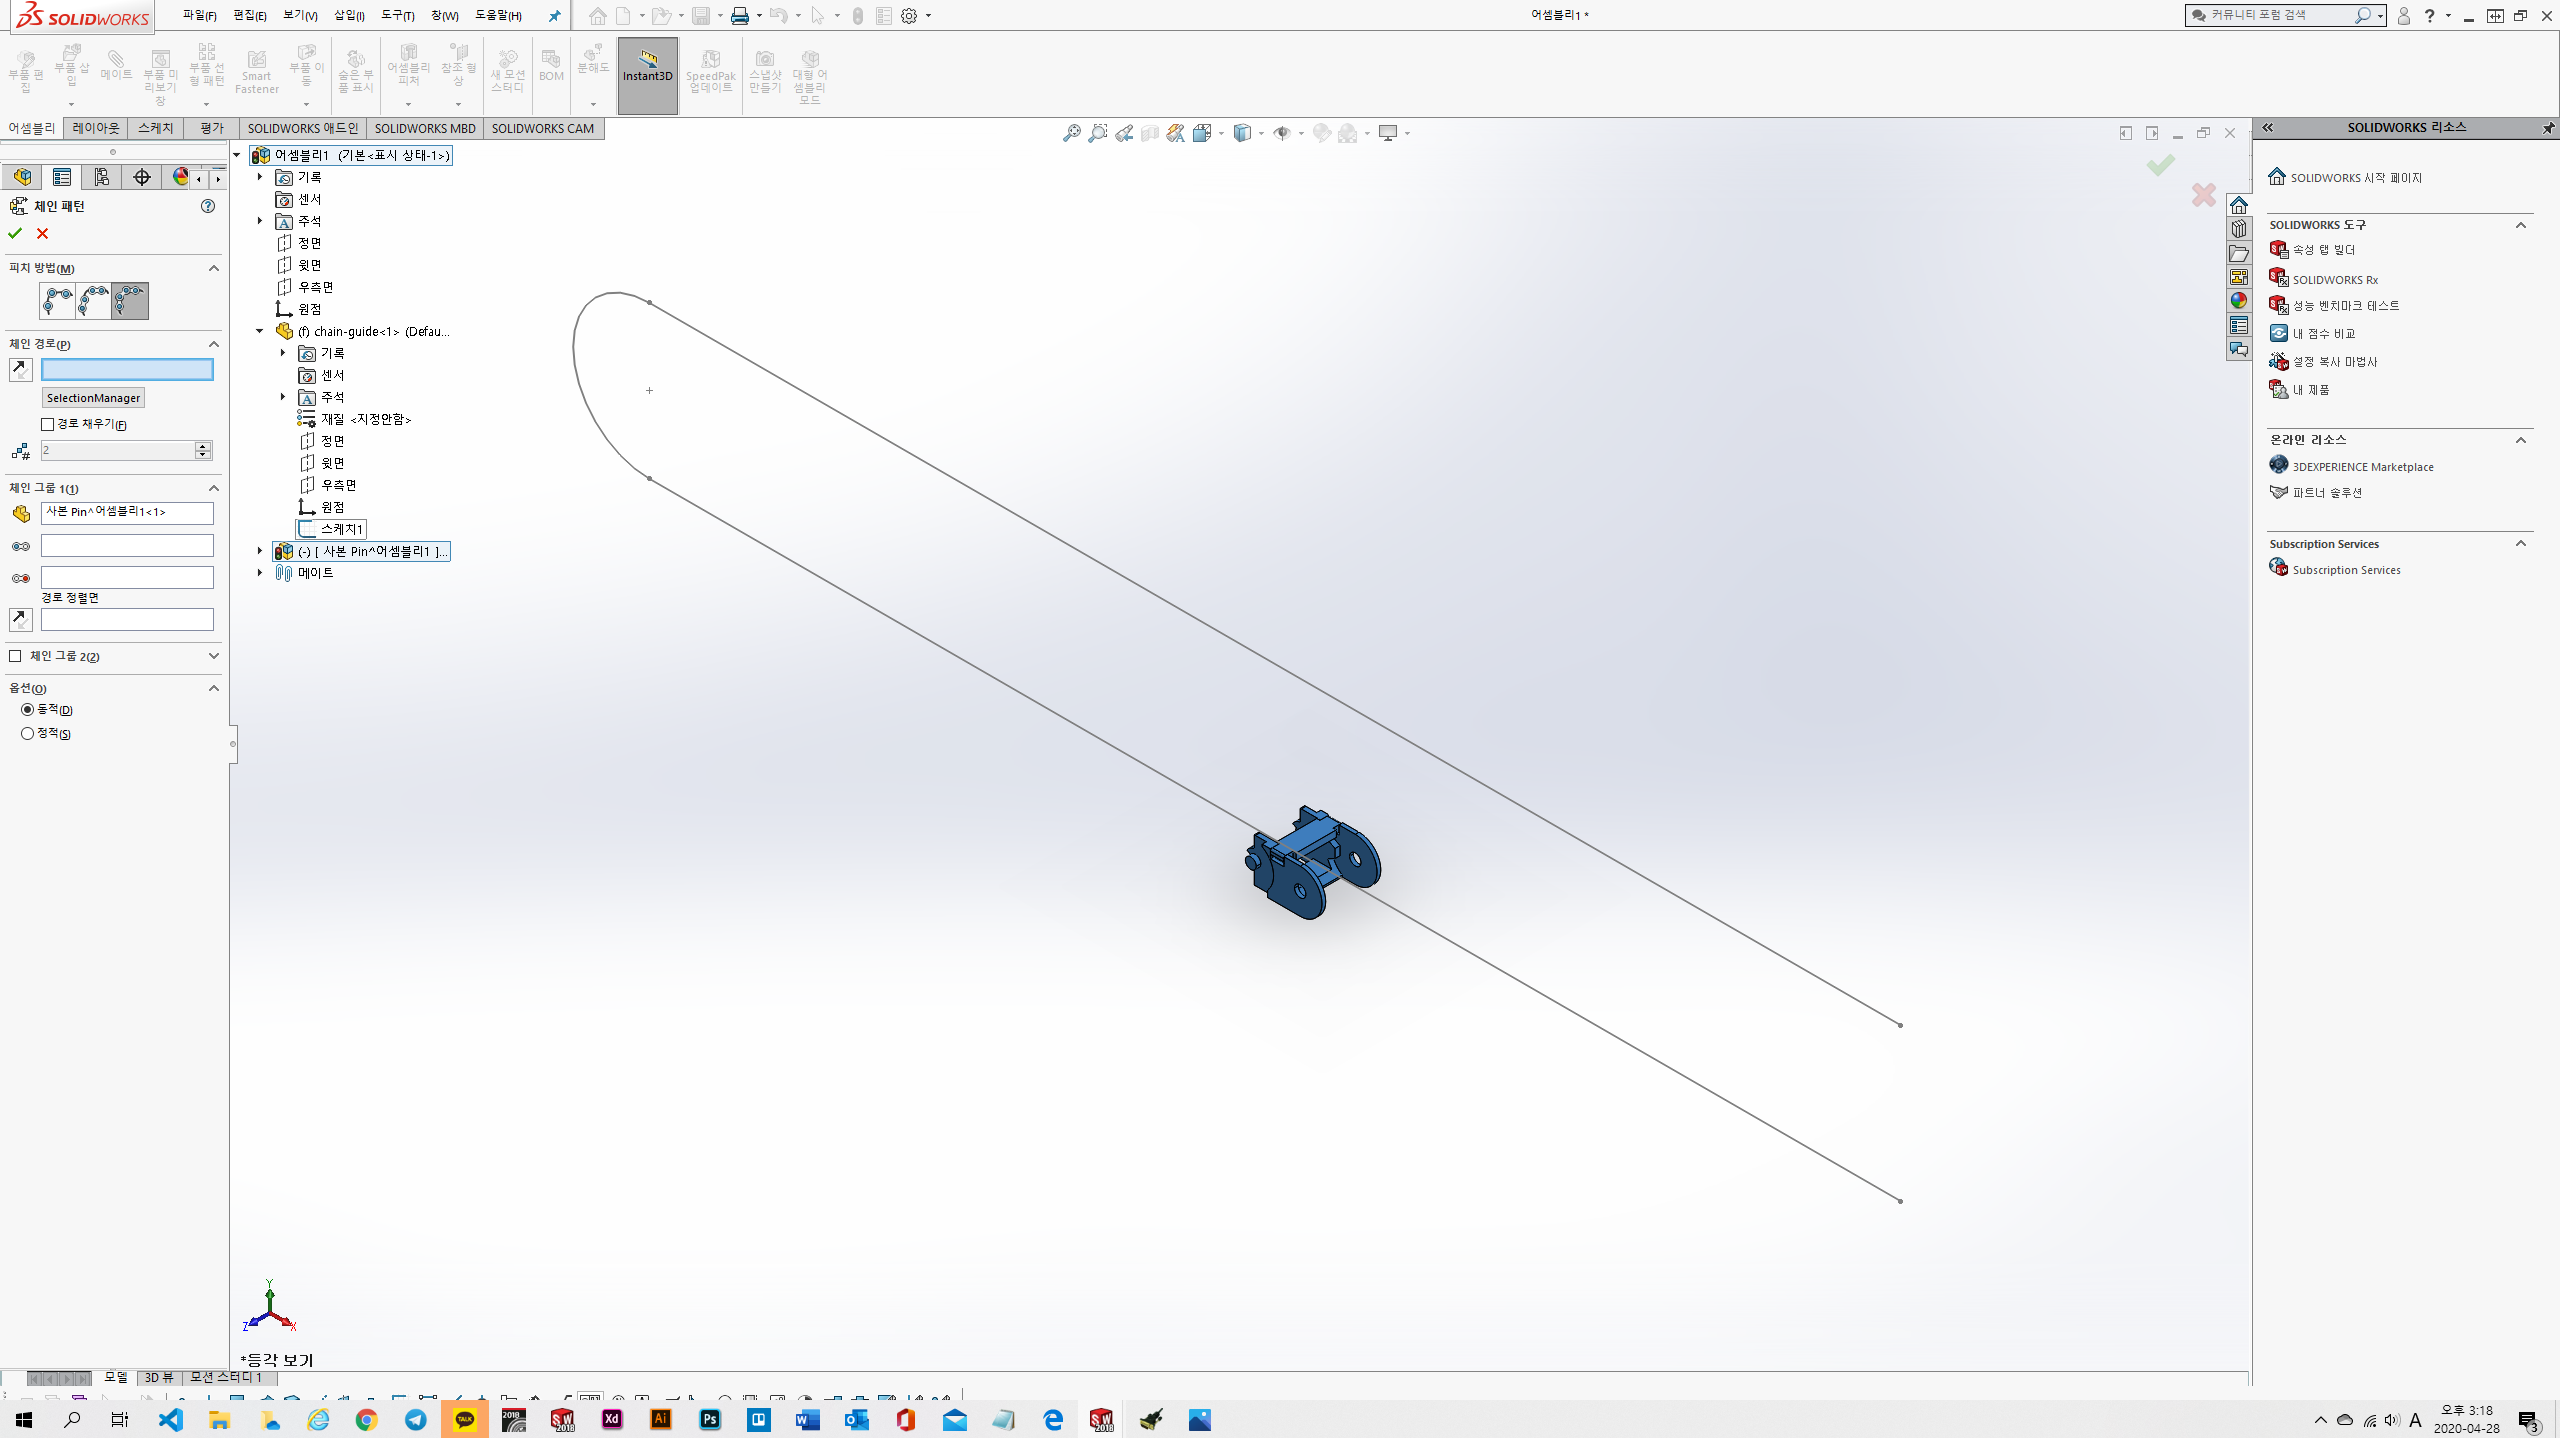 SOLIDWORKS
파일(F) 편집(E) 보기(V) 삽입(I) 도구(T) 창(W) 도움말(H)
어셈블리1 *
커뮤니티 포럼 검색
부품 편집
부품 삽입
메이트
부품 미리보기 창
부품 선형 패턴
Smart Fastener
부품 이동
숨은 부품 표시
어셈블리 피처
참조 형상
새 모션 스터디
BOM
분해도
Instant3D
SpeedPak 업데이트
스냅샷 만들기
대형 어셈블리 모드
어셈블리 레이아웃 스케치 평가 SOLIDWORKS 애드인 SOLIDWORKS MBD SOLIDWORKS CAM
체인 패턴
피치 방법(M)
체인 경로(P)
SelectionManager
경로 채우기(F)
2
체인 그룹 1(1)
사본 Pin^어셈블리1<1>
경로 정렬면
체인 그룹 2(2)
옵션(O)
동적(D)
정적(S)
어셈블리1 (기본<표시 상태-1>)
기록
센서
주석
정면
윗면
우측면
원점
(f) chain-guide<1> (Defau...
기록
센서
주석
재질 <지정안함>
정면
윗면
우측면
원점
스케치1
(-) [ 사본 Pin^어셈블리1 ]...
메이트
Y
Z
X
*등각 보기
모델 3D 뷰 모션 스터디 1
SOLIDWORKS 리소스
SOLIDWORKS 시작 페이지
SOLIDWORKS 도구
속성 탭 빌더
SOLIDWORKS Rx
성능 벤치마크 테스트
내 점수 비교
설정 복사 마법사
내 제품
온라인 리소스
3DEXPERIENCE Marketplace
파트너 솔루션
Subscription Services
Subscription Services
TALK
2018
SW 2018
Xd
Ai
Ps
SW 2018
A
오후 3:18
2020-04-28
3